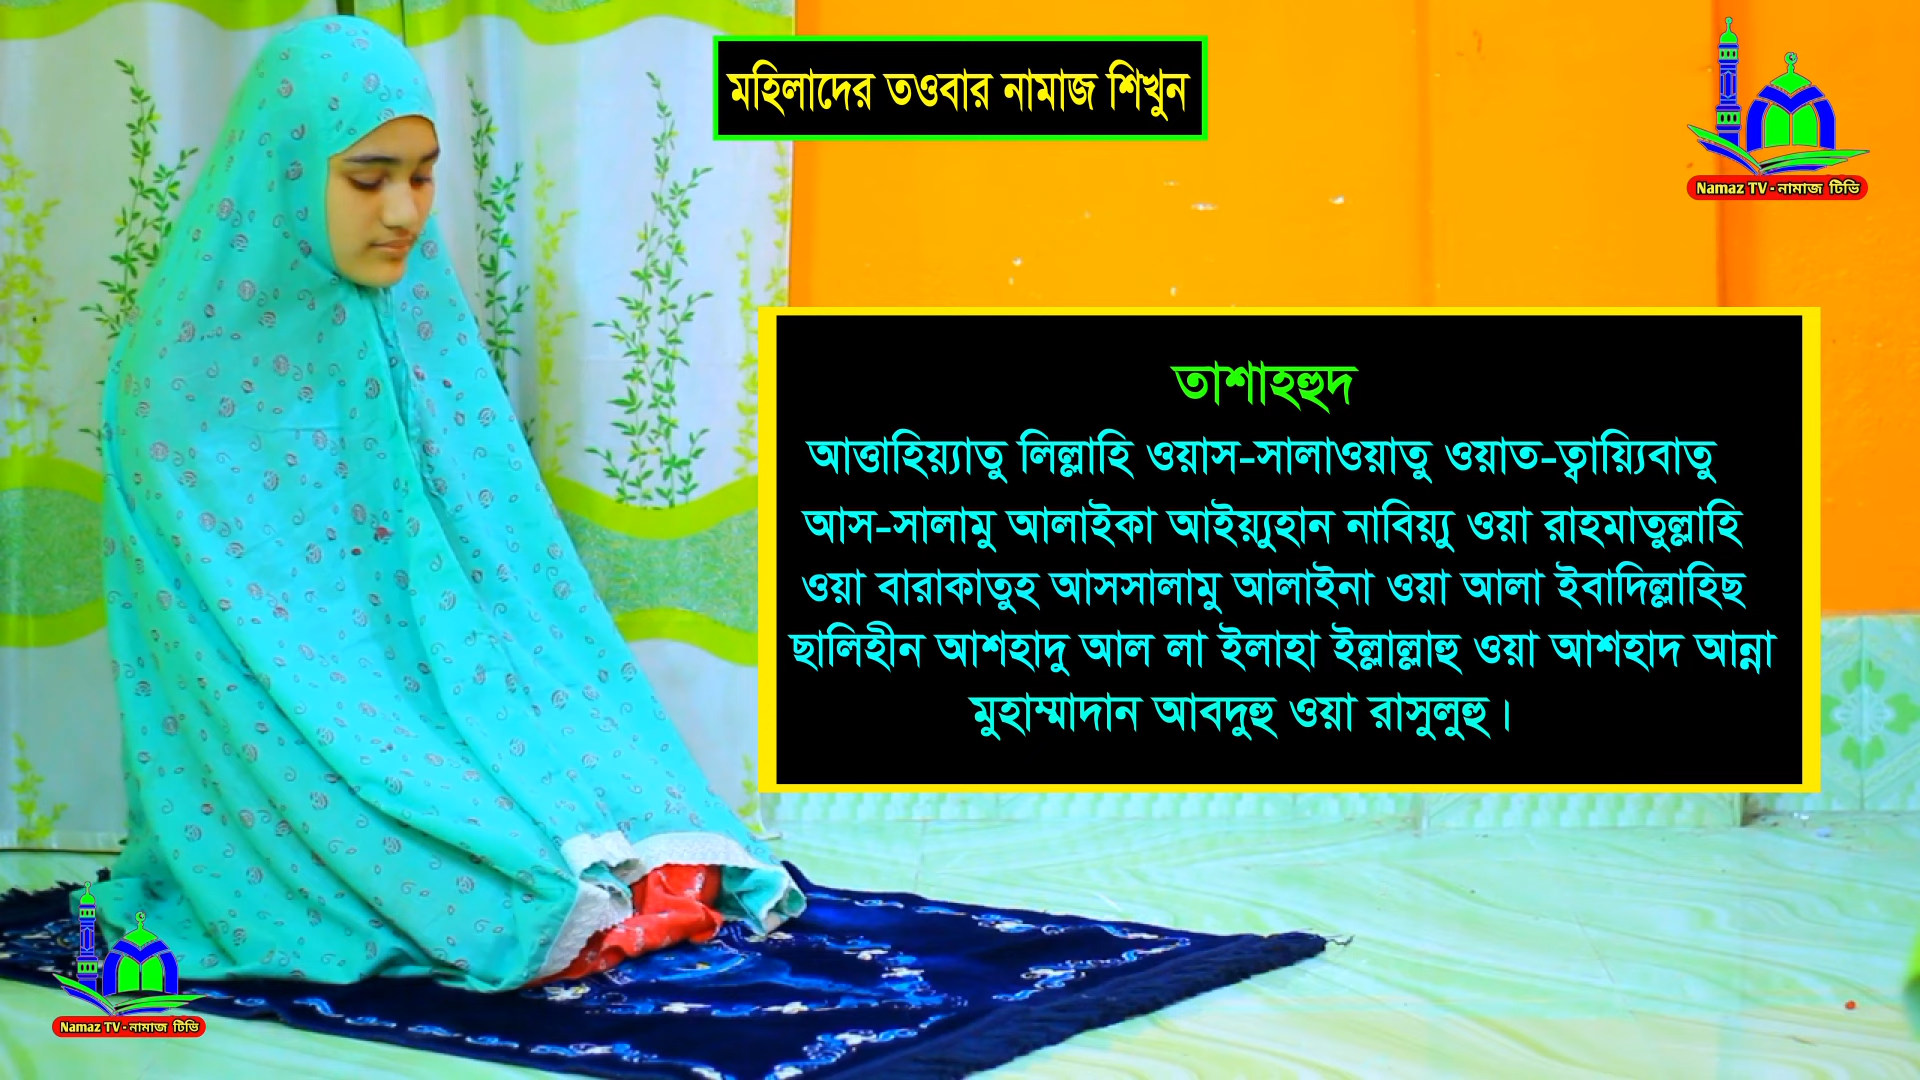 মহিলাদের তওবার নামাজ শিখুন
Namaz TV - নামাজ টিভি
তাশাহহুদ
আত্তাহিয়্যাতু লিল্লাহি ওয়াস-সালাওয়াতু ওয়াত-ত্বায়্যিবাতু
আস-সালামু আলাইকা আইয়্যুহান নাবিয়্যু ওয়া রাহমাতুল্লাহি
ওয়া বারাকাতুহ আসসালামু আলাইনা ওয়া আলা ইবাদিল্লাহিছ
ছালিহীন আশহাদু আল লা ইলাহা ইল্লাল্লাহু ওয়া আশহাদ আন্না
মুহাম্মাদান আবদুহু ওয়া রাসুলুহু।
Namaz TV - নামাজ টিভি